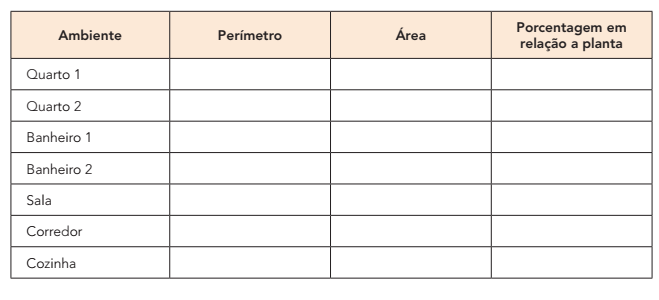 Ambiente Perímetro Área Porcentagem em
relação a planta
Quarto 1
Quarto 2
Banheiro 1
Banheiro 2
Sala
Corredor
Cozinha